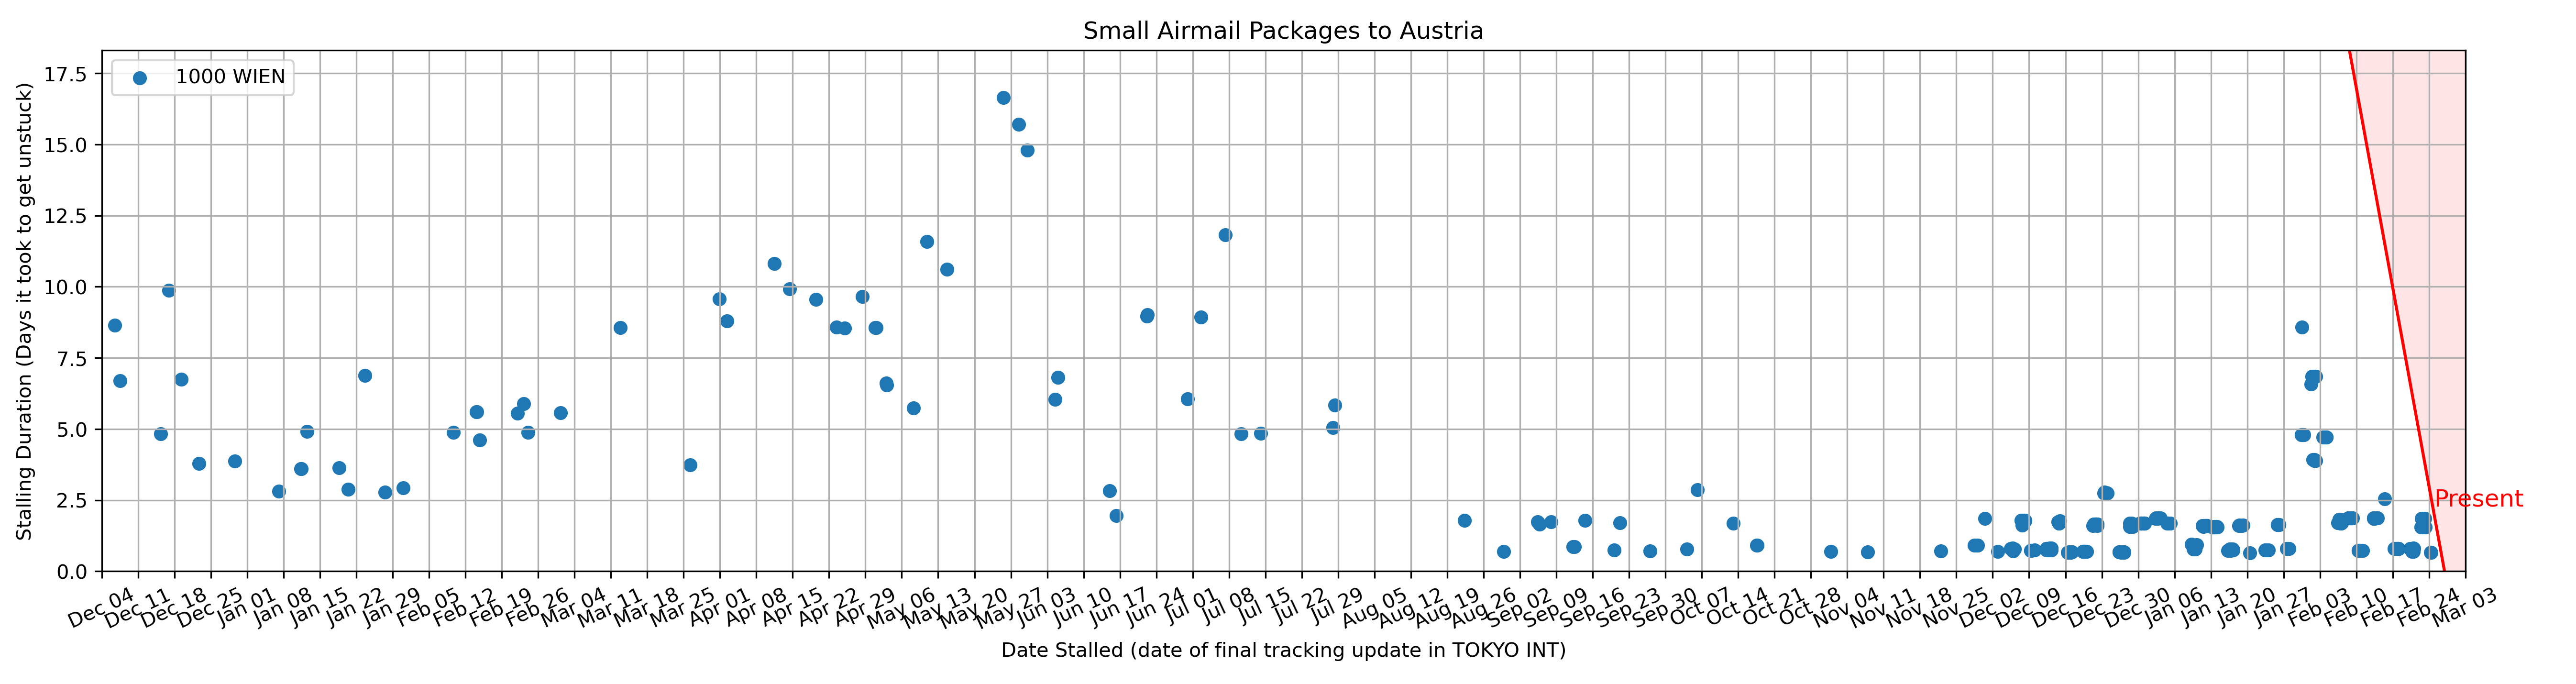 Small Airmail Packages to Austria
1000 WIEN
Stalling Duration (Days it took to get unstuck)
17.5
15.0
12.5
10.0
7.5
5.0
2.5
0.0
Present
Dec 04
Dec 11
Dec 18
Dec 25
Jan 01
Jan 08
Jan 15
Jan 22
Jan 29
Feb 05
Feb 12
Feb 19
Feb 26
Mar 04
Mar 11
Mar 18
Mar 25
Apr 01
Apr 08
Apr 15
Apr 22
Apr 29
May 06
May 13
May 20
May 27
Jun 03
Jun 10
Jun 17
Jun 24
Jul 01
Jul 08
Jul 15
Jul 22
Jul 29
Aug 05
Aug 12
Aug 19
Aug 26
Sep 02
Sep 09
Sep 16
Sep 23
Sep 30
Oct 07
Oct 14
Oct 21
Oct 28
Nov 04
Nov 11
Nov 18
Nov 25
Dec 02
Dec 09
Dec 16
Dec 23
Dec 30
Jan 06
Jan 13
Jan 20
Jan 27
Feb 03
Feb 10
Feb 17
Feb 24
Mar 03
Date Stalled (date of final tracking update in TOKYO INT)